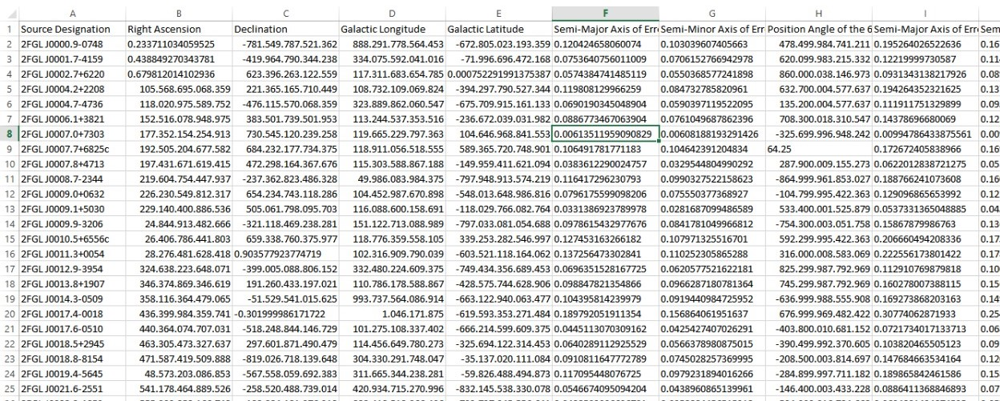 A B C D E F G H I
1 Source Designation Right Ascension Declination Galactic Longitude Galactic Latitude Semi-Major Axis of Err Semi-Minor Axis of Err Position Angle of the 6 Semi-Major Axis of Err Sem
2 2FGL J0000.9-0748 0.233711034059525 -781.549.787.521.362 888.291.778.564.453 -672.805.023.193.359 0.120424658060074 0.103039607405663 478.499.984.741.211 0.195264026522636 0.16
3 2FGL J0001.7-4159 0.438849270343781 -419.964.790.344.238 334.075.592.041.016 -71.996.696.472.168 0.0753640756011009 0.0706152766942978 620.099.983.215.332 0.12219999730587 0.11
4 2FGL J0002.7+6220 0.679812014102936 623.396.263.122.559 117.311.683.654.785 0.000752291991375387 0.0574384741485119 0.0550368577241898 860.000.038.146.973 0.0931343138217926 0.08
5 2FGL J0004.2+2208 105.568.695.068.359 221.365.165.710.449 108.732.109.069.824 -394.297.790.527.344 0.119808129966259 0.084732785820961 632.700.004.577.637 0.194264352321625 0.13
6 2FGL J0004.7-4736 118.020.975.589.752 -476.115.570.068.359 323.889.862.060.547 -675.709.915.161.133 0.0690190345048904 0.0590397119522095 135.200.004.577.637 0.111911751329899 0.09
7 2FGL J0006.1+3821 152.516.078.948.975 383.501.739.501.953 113.244.537.353.516 -236.672.039.031.982 0.0886773467063904 0.0761049687862396 708.300.018.310.547 0.14378696680069 0.12
8 2FGL J0007.0+7303 177.352.154.254.913 730.545.120.239.258 119.665.229.797.363 104.646.968.841.553 0.00613511959090829 0.00608188193291426 -325.699.996.948.242 0.00994786433875561 0.00
9 2FGL J0007.7+6825c 192.505.204.677.582 684.232.177.734.375 118.911.056.518.555 589.365.720.748.901 0.106491781771183 0.104642391204834 64.25 0.172672405838966 0.16
10 2FGL J0007.8+4713 197.431.671.619.415 472.298.164.367.676 115.303.588.867.188 -149.959.411.621.094 0.0383612290024757 0.0329544804990292 287.900.009.155.273 0.0622012838721275 0.05
11 2FGL J0008.7-2344 219.604.754.447.937 -237.362.823.486.328 49.986.083.984.375 -797.948.913.574.219 0.116417296230793 0.0990327522158623 -864.999.961.853.027 0.188766241073608 0.16
12 2FGL J0009.0+0632 226.230.549.812.317 654.234.743.118.286 104.452.987.670.898 -548.013.648.986.816 0.0796175599098206 0.075550377368927 -104.799.995.422.363 0.129096865653992 0.12
13 2FGL J0009.1+5030 229.140.400.886.536 505.061.798.095.703 116.088.600.158.691 -118.029.766.082.764 0.0331386923789978 0.0281687099486589 533.400.001.525.879 0.0537331365048885 0.04
14 2FGL J0009.9-3206 24.844.913.482.666 -321.118.469.238.281 151.122.713.088.989 -797.033.081.054.688 0.0978615432977676 0.0841781049966812 -754.300.003.051.758 0.15867879986763 0.13
15 2FGL J0010.5+6556c 26.406.786.441.803 659.338.760.375.977 118.776.359.558.105 339.253.282.546.997 0.127453163266182 0.107971325516701 592.299.995.422.363 0.206660494208336 0.17
16 2FGL J0011.3+0054 28.276.481.628.418 0.903577923774719 102.316.909.790.039 -603.521.118.164.062 0.137256473302841 0.110252305865288 316.000.008.583.069 0.222556173801422 0.17
17 2FGL J0012.9-3954 324.638.223.648.071 -399.005.088.806.152 332.480.224.609.375 -749.434.356.689.453 0.0696351528167725 0.0620577521622181 825.299.987.792.969 0.112910769879818 0.10
18 2FGL J0013.8+1907 346.374.869.346.619 191.260.433.197.021 110.786.178.588.867 -428.575.744.628.906 0.098847821354866 0.0966287180781364 745.299.987.792.969 0.160278007388115 0.15
19 2FGL J0014.3-0509 358.116.364.479.065 -51.529.541.015.625 993.737.564.086.914 -663.122.940.063.477 0.104395814239979 0.0919440984725952 -636.999.988.555.908 0.169273868203163 0.14
20 2FGL J0017.4-0018 436.399.984.359.741 -0.301999986171722 1.046.171.875 -619.593.353.271.484 0.189792051911354 0.156864061951637 676.999.969.482.422 0.30774062871933 0.25
21 2FGL J0017.6-0510 440.364.074.707.031 -518.248.844.146.729 101.275.108.337.402 -666.214.599.609.375 0.0445113070309162 0.0425427407026291 -403.800.010.681.152 0.0721734017133713 0.06
22 2FGL J0018.5+2945 463.305.473.327.637 297.601.871.490.479 114.456.649.780.273 -325.694.122.314.453 0.0640289112925529 0.0566378980875015 -390.499.992.370.605 0.103820465505123 0.09
23 2FGL J0018.8-8154 471.587.419.509.888 -819.026.718.139.648 304.330.291.748.047 -35.137.020.111.084 0.0910811647772789 0.0745028257369995 -208.500.003.814.697 0.147684663534164 0.12
24 2FGL J0019.4-5645 48.573.203.086.853 -567.558.059.692.383 311.665.344.238.281 -59.826.488.494.873 0.117095448076725 0.0979231894016266 -284.899.997.711.182 0.189865842461586 0.15
25 2FGL J0021.6-2551 541.178.464.889.526 -258.520.488.739.014 420.934.715.270.996 -832.145.538.330.078 0.0546674095094204 0.0438960865139961 -146.400.003.433.228 0.0886411368846893 0.07